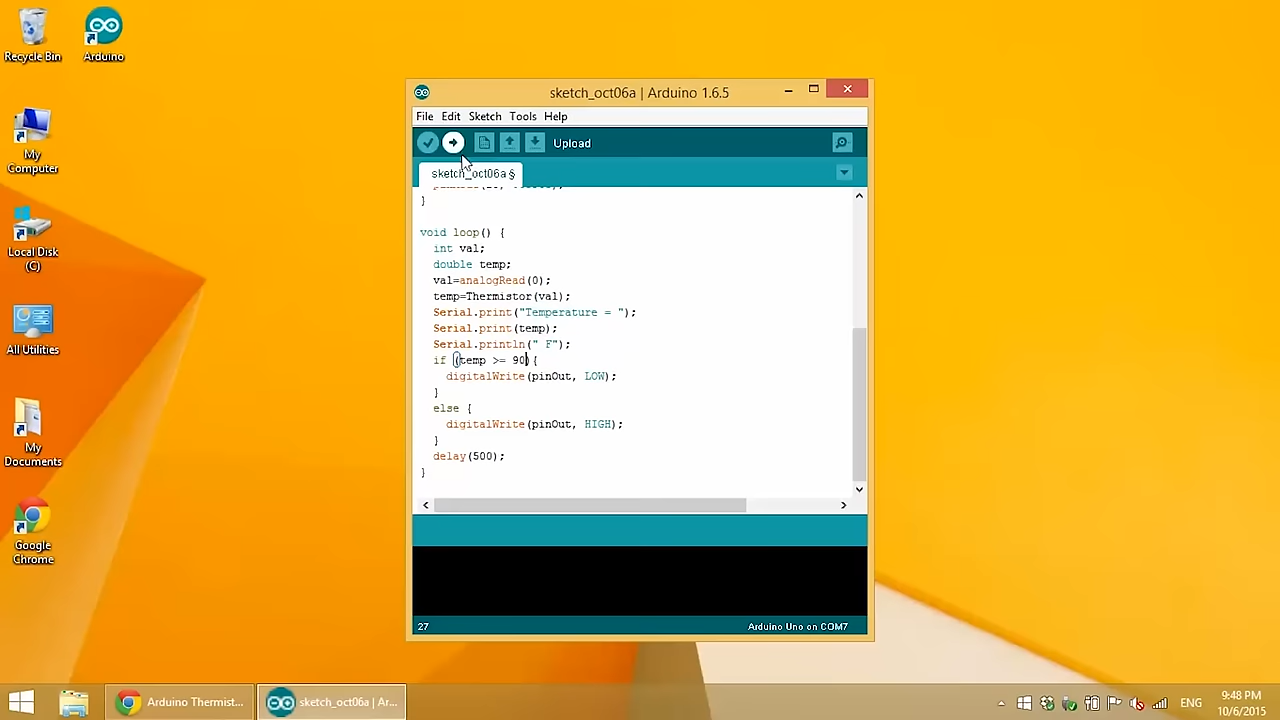 Recycle Bin
Arduino
My
Computer
Local Disk
(C)
All Utilities
My
Documents
Google
Chrome
sketch_oct06a | Arduino 1.6.5
File Edit Sketch Tools Help
Upload
sketch_oct06a §
}
void loop() {
int val;
double temp;
val=analogRead(0);
temp=Thermistor(val);
Serial.print("Temperature = ");
Serial.print(temp);
Serial.println(" F");
if (temp >= 90){
digitalWrite(pinOut, LOW);
}
else {
digitalWrite(pinOut, HIGH);
}
delay(500);
}
27
Arduino Uno on COM7
Arduino Thermist...
sketch_oct06a | Ar...
ENG
9:48 PM
10/6/2015